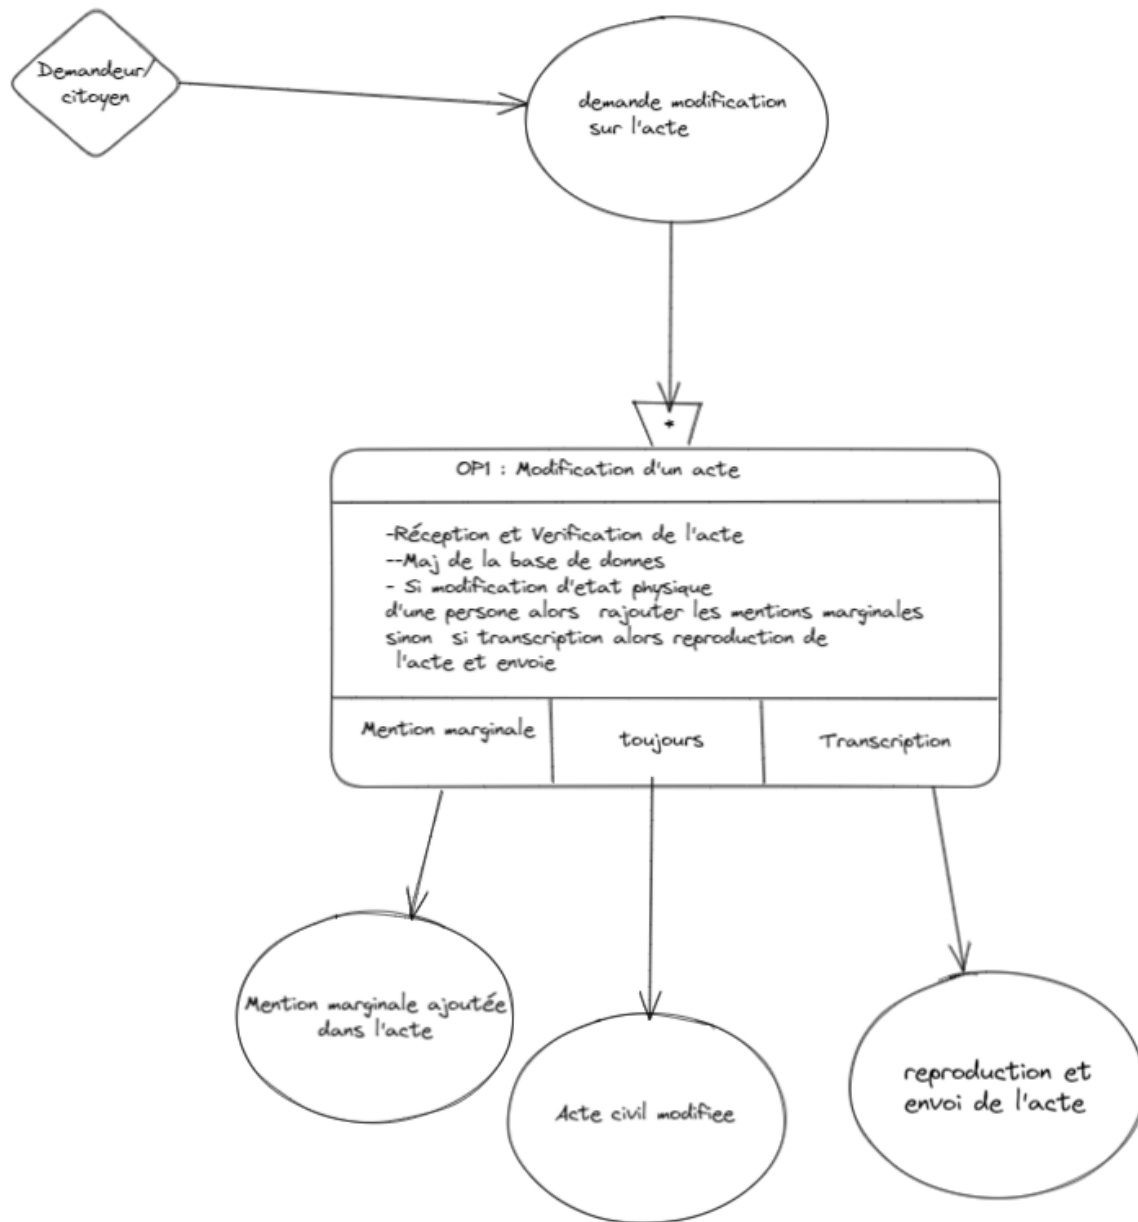 Demandeur/
citoyen
demande modification
sur l'acte
*
OP1 : Modification d'un acte
-Réception et Verification de l'acte
--Maj de la base de donnes
- Si modification d'etat physique
d'une persone alors rajouter les mentions marginales
sinon si transcription alors reproduction de
l'acte et envoie
Mention marginale
toujours
Transcription
Mention marginale ajoutée
dans l'acte
Acte civil modifiee
reproduction et
envoi de l'acte